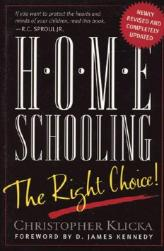 If you want to protect the hearts and
minds of your children, read this book.
—R.C. SPROUL, JR.
NEWLY
REVISED AND
COMPLETELY
UPDATED
H·O·M·E
SCHOOLING
The Right Choice!
CHRISTOPHER KLICKA
FOREWORD BY D. JAMES KENNEDY